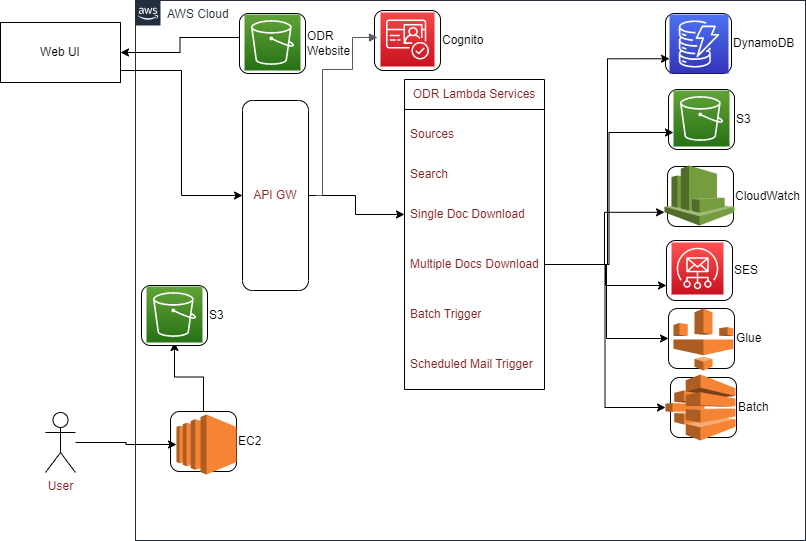 aws
AWS Cloud
Web UI
ODR
Website
Cognito
DynamoDB
ODR Lambda Services
Sources
Search
Single Doc Download
Multiple Docs Download
Batch Trigger
Scheduled Mail Trigger
S3
API GW
CloudWatch
SES
S3
Glue
Batch
EC2
User